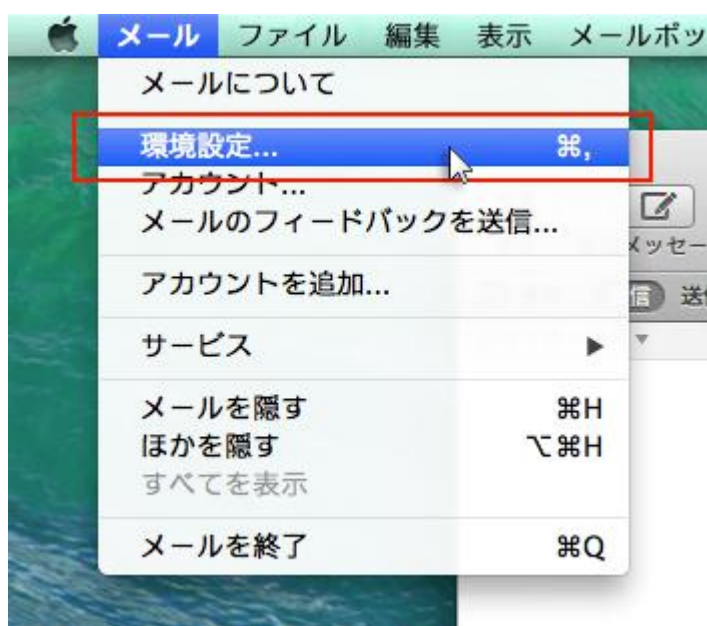 メール ファイル 編集 表示 メールボッ
メールについて
環境設定... ⌘,
アカウント...
メールのフィードバックを送信...
メッセー
アカウントを追加...
信 送
サービス ▶
メールを隠す ⌘H
ほかを隠す ⌥⌘H
すべてを表示
メールを終了 ⌘Q